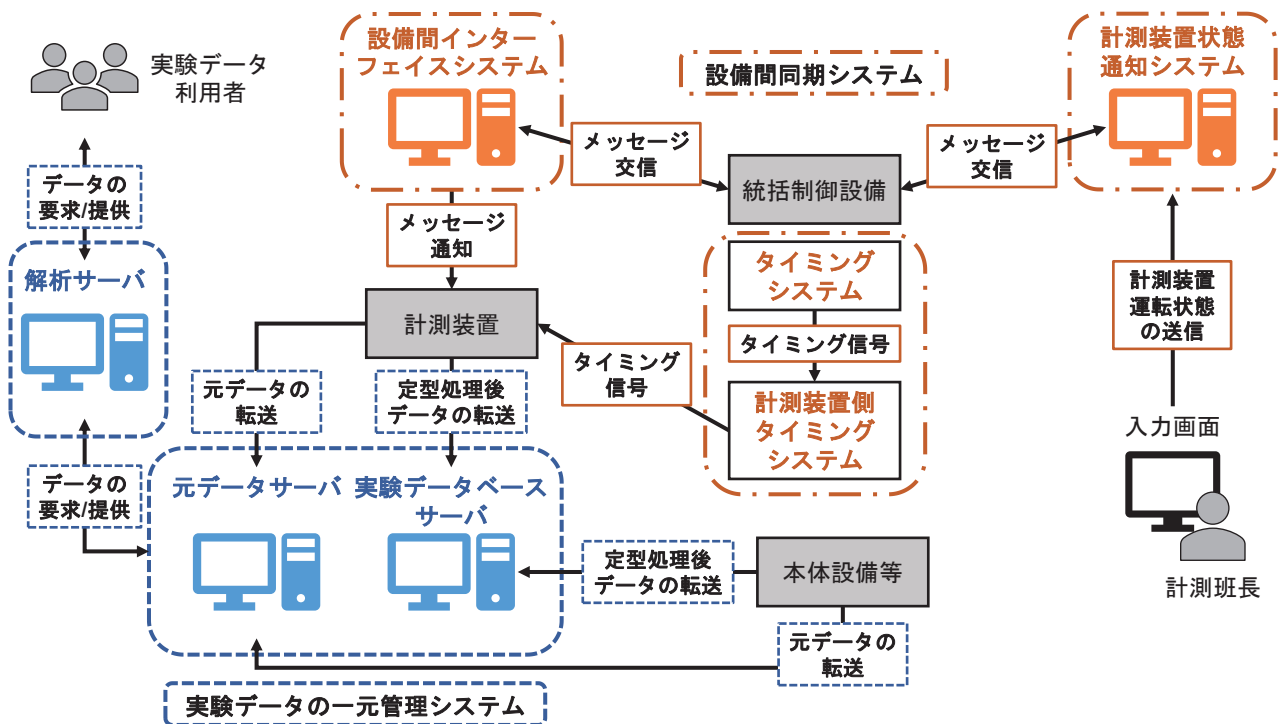 実験データ
利用者
設備間インター
フェイスシステム
設備間同期システム
計測装置状態
通知システム
メッセージ
交信
メッセージ
交信
統括制御設備
データの
要求/提供
メッセージ
通知
タイミング
システム
計測装置
運転状態
の送信
解析サーバ
計測装置
タイミング信号
タイミング
信号
元データの
転送
定型処理後
データの転送
計測装置側
タイミング
システム
入力画面
データの
要求/提供
元データサーバ
実験データベース
サーバ
定型処理後
データの転送
本体設備等
計測班長
元データの
転送
実験データの一元管理システム